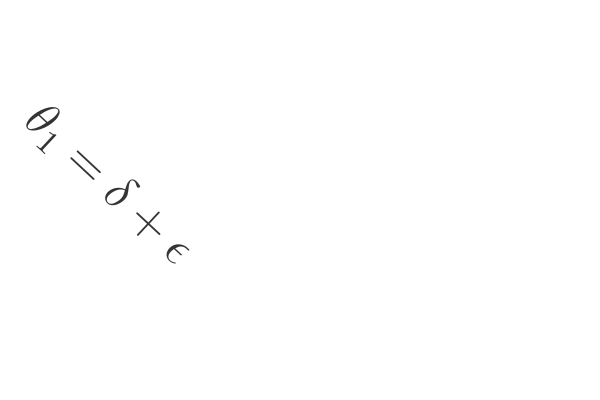 θ₁ = δ + ϵ